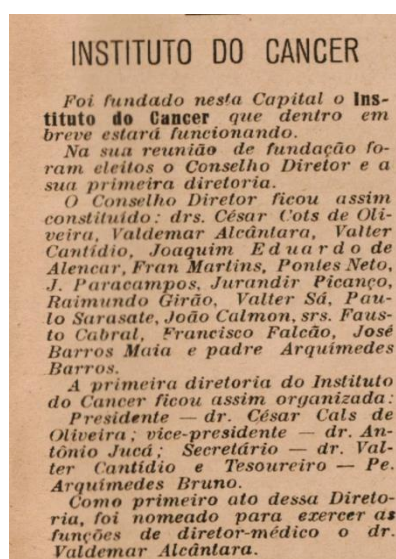 INSTITUTO DO CANCER
Foi fundado nesta Capital o Ins-
tituto do Cancer que dentro em
breve estará funcionando.
Na sua reunião de fundação fo-
ram eleitos o Conselho Diretor e a
sua primeira diretoria.
O Conselho Diretor ficou assim
constituído: drs. César Cots de Oli-
veira, Valdemar Alcântara, Valter
Cantídio, Joaquim Eduardo de
Alencar, Fran Martins, Pontes Neto,
J. Paracampos, Jurandir Picanço,
Raimundo Girão, Valter Sá, Pau-
lo Sarasate, João Calmon, srs. Faus-
to Cabral, Francisco Falcão, José
Barros Maia e padre Arquímedes
Barros.
A primeira diretoria do Instituto
do Cancer ficou assim organizada:
Presidente — dr. César Cals de
Oliveira; vice-presidente — dr. An-
tônio Jucá; Secretário — dr. Val-
ter Cantídio e Tesoureiro — Pe.
Arquímedes Bruno.
Como primeiro ato dessa Direto-
ria, foi nomeado para exercer as
funções de diretor-médico o dr.
Valdemar Alcântara.